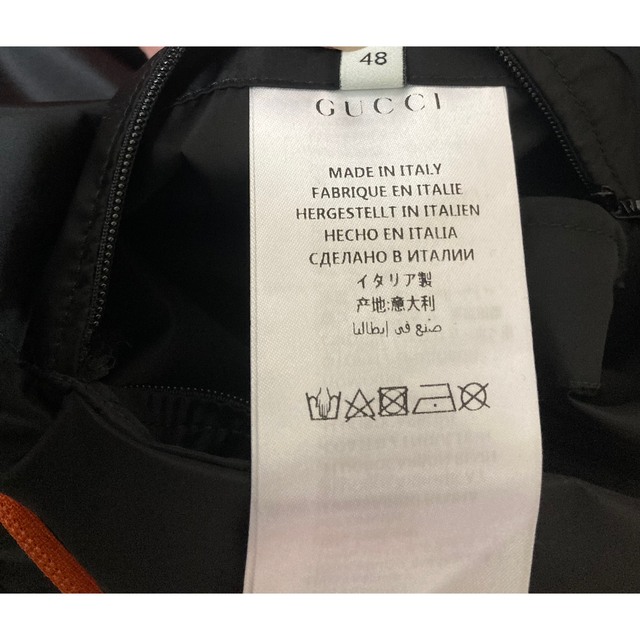 48
GUCCI
MADE IN ITALY
FABRIQUE EN ITALIE
HERGESTELLT IN ITALIEN
HECHO EN ITALIA
СДЕЛАНО В ИТАЛИИ
イタリア製
产地:意大利
صنع في إيطاليا